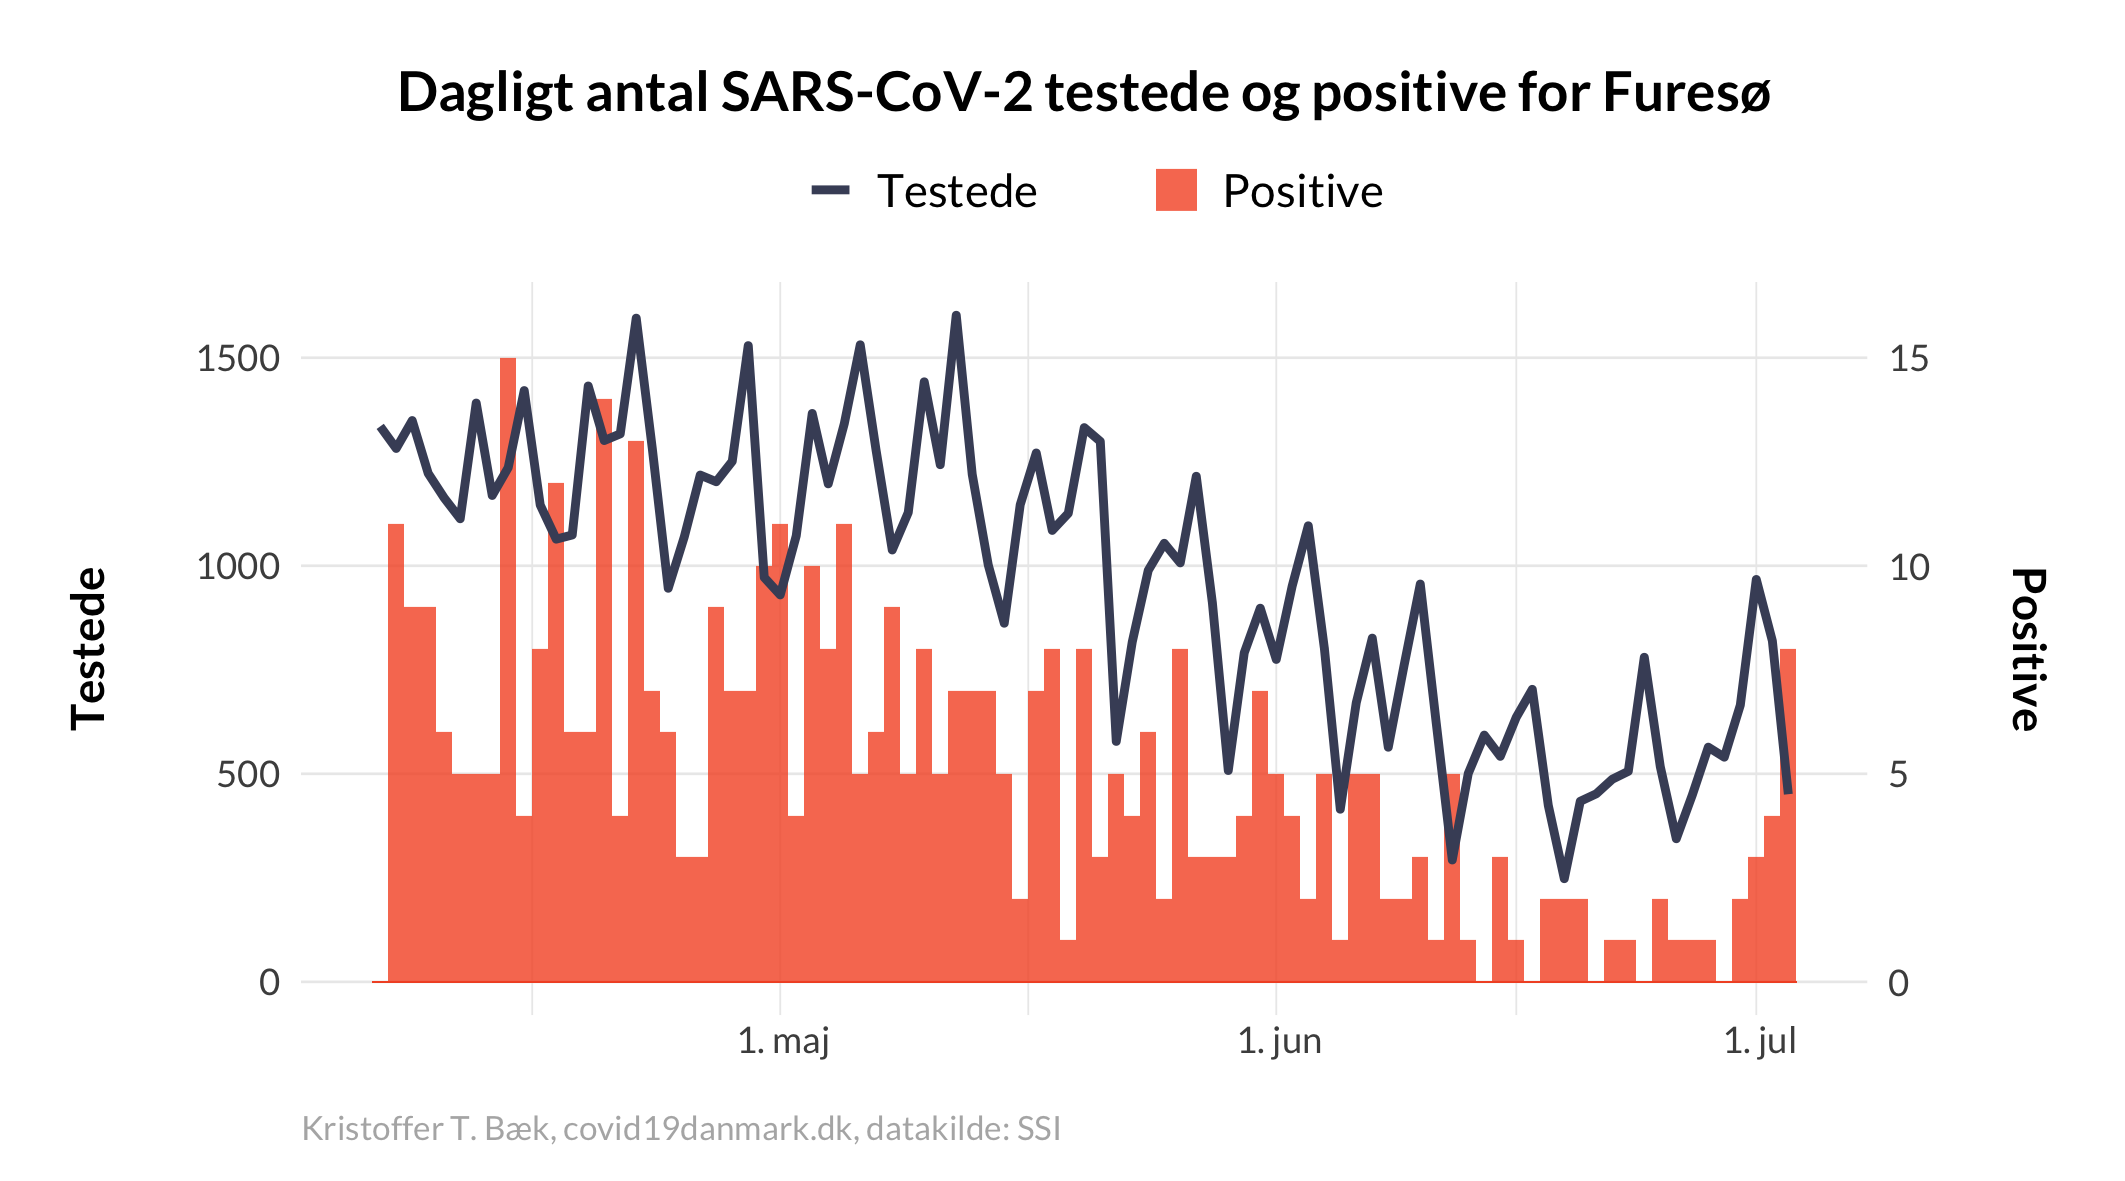 Dagligt antal SARS-CoV-2 testede og positive for Furesø
Testede
Positive
1500
1000
500
0
15
10
5
0
Testede
Positive
1. maj
1. jun
1. jul
Kristoffer T. Bæk, covid19danmark.dk, datakilde: SSI